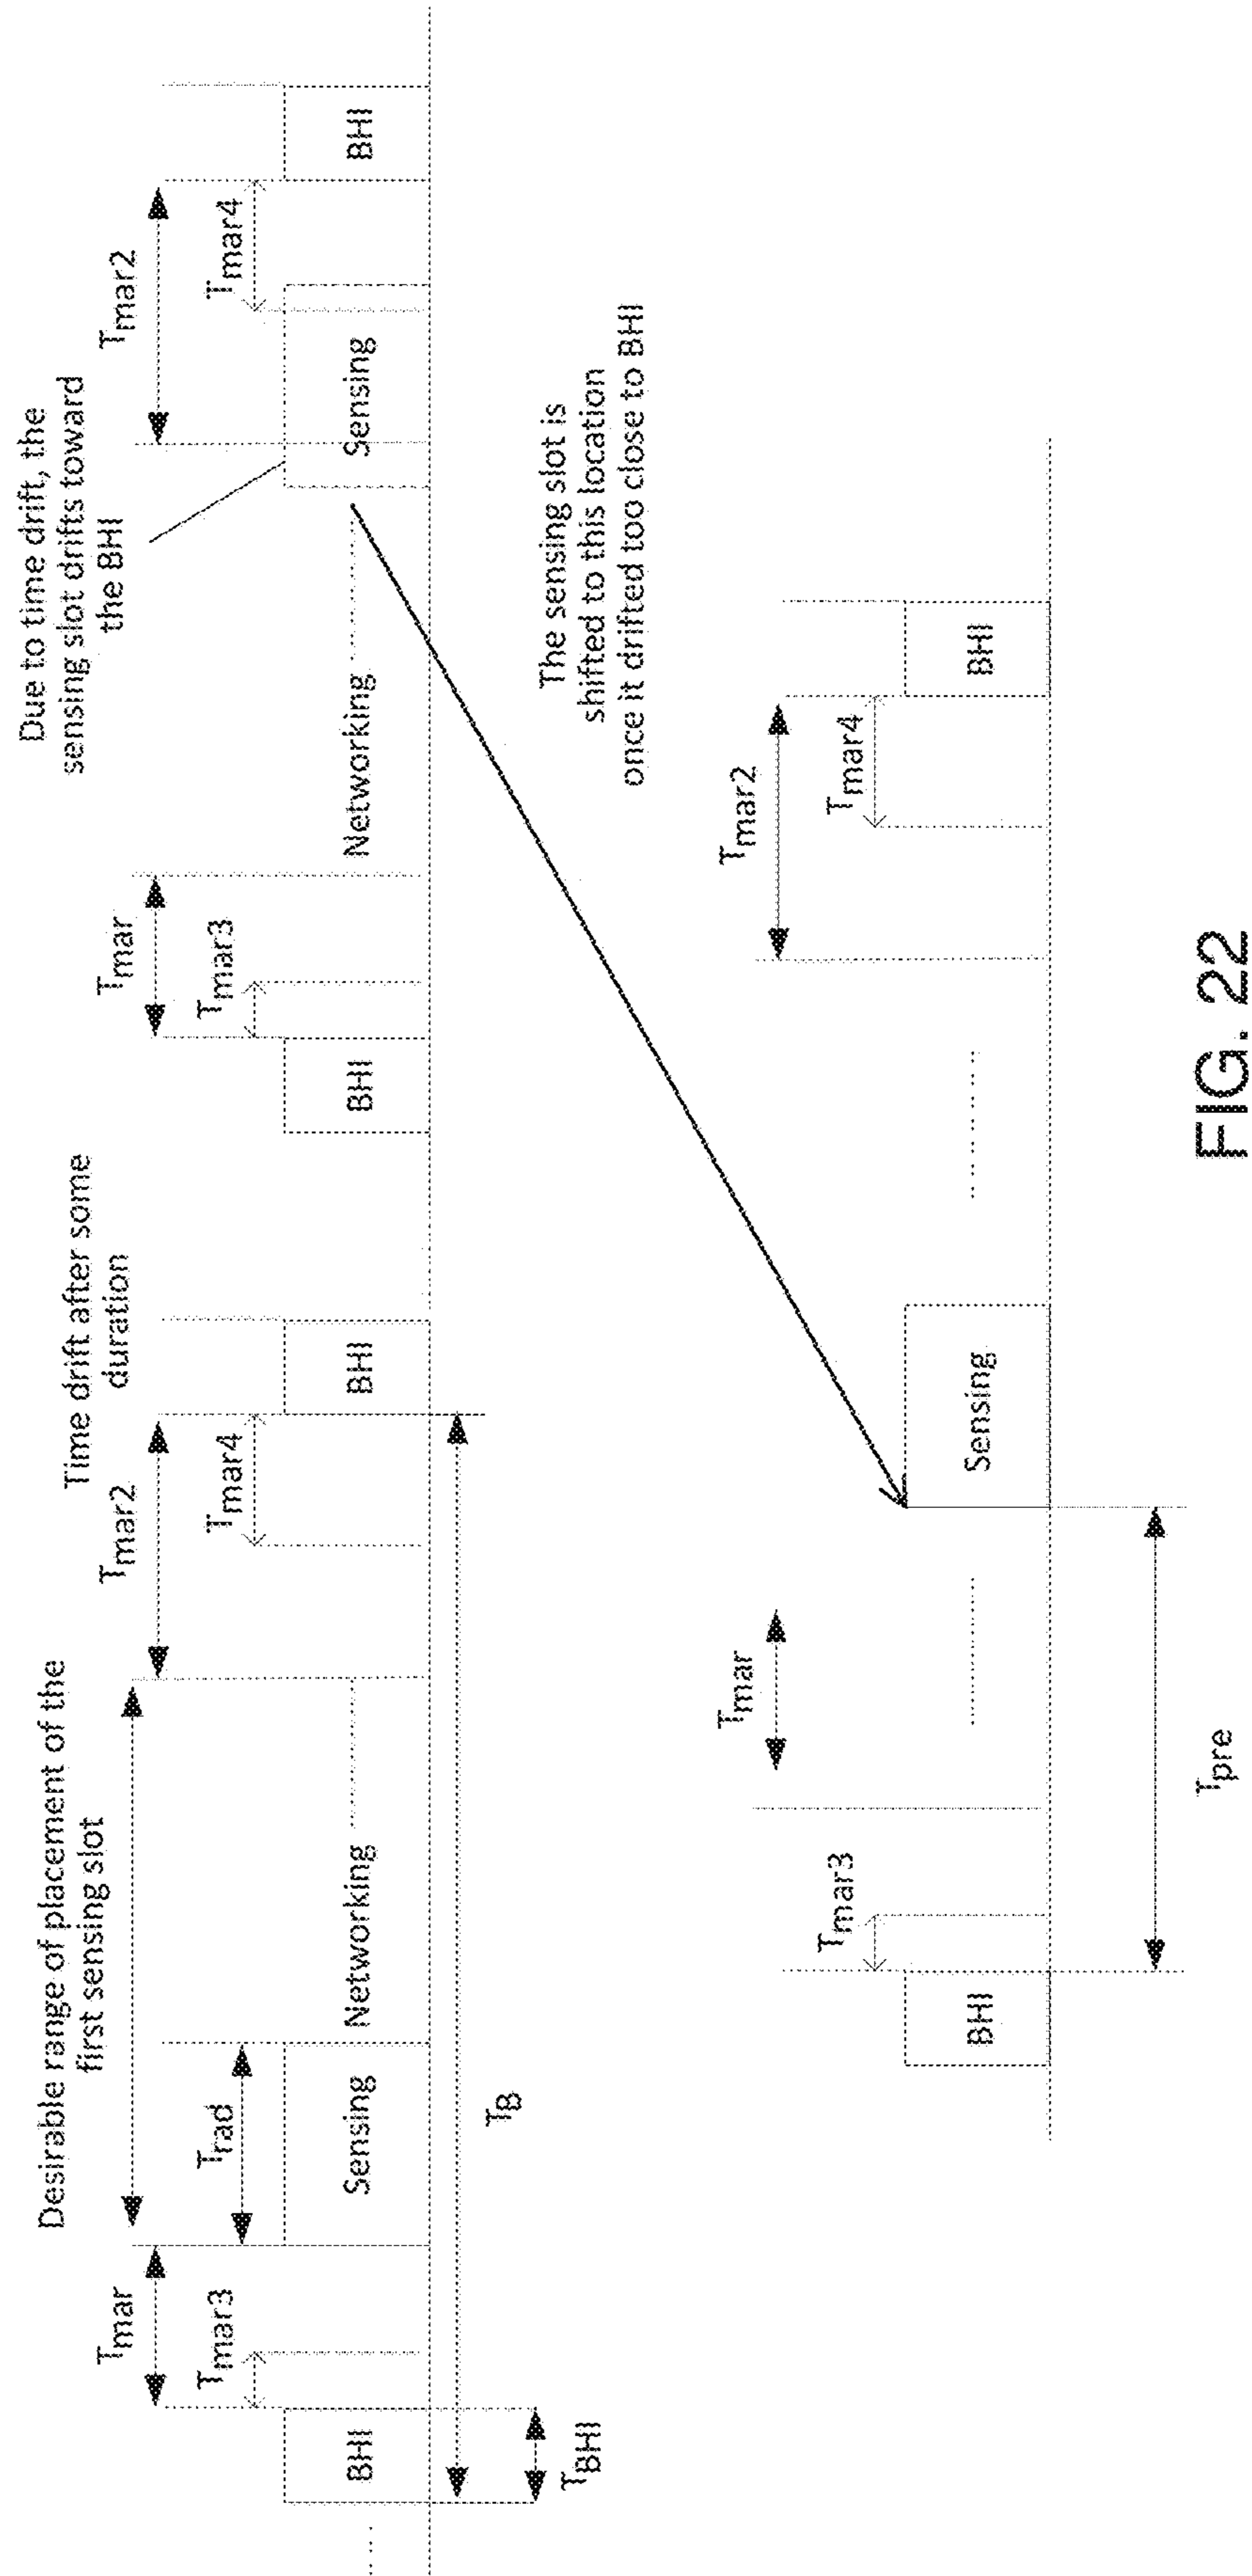 Desirable range of placement of the
first sensing slot
Time drift after some
duration
Due to time drift, the
sensing slot drifts toward
the BHI
Tmar
Tmar2
Tmar
Tmar2
Tmar3
Trad
Tmar4
Tmar3
Tmar4
.....
BHI
Sensing
Networking ............
BHI
BHI
Networking ............
Sensing
BHI
TB
TBHI
The sensing slot is
shifted to this location
once it drifted too close to BHI
Tmar
Tmar2
Tmar3
Tmar4
BHI
............
Sensing
............
BHI
Tpre
FIG. 22